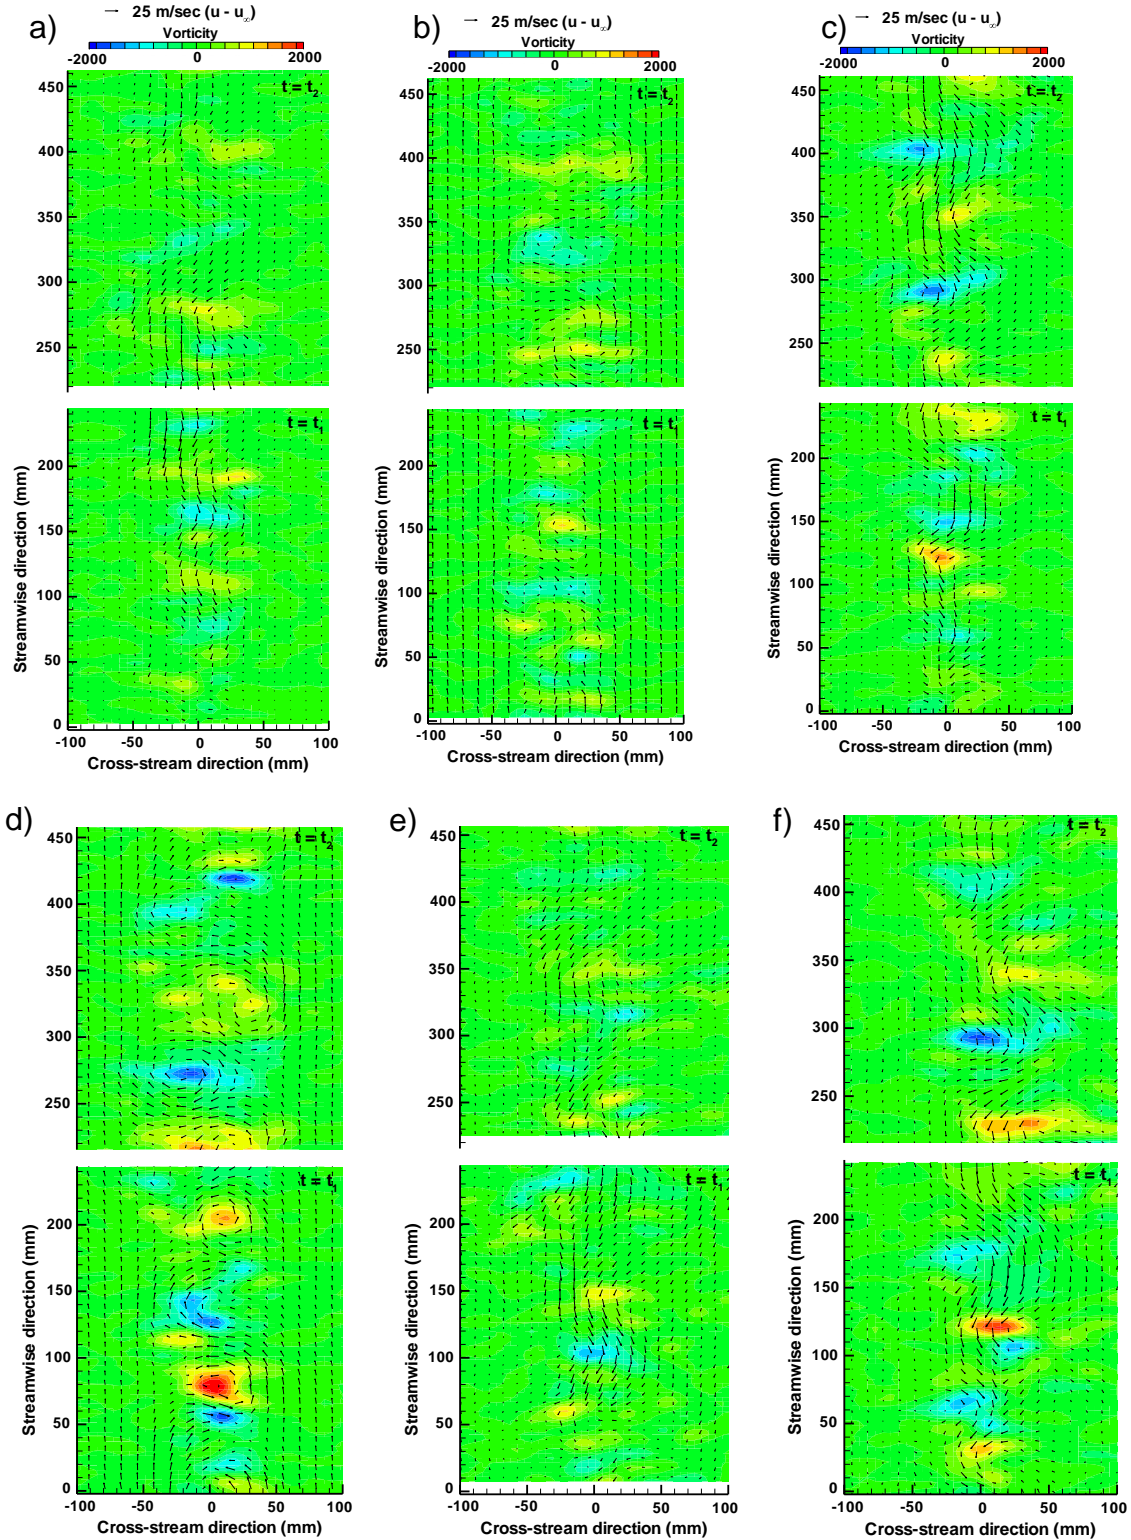 a)
25 m/sec (u - u∞)
Vorticity
-2000 0 2000
t = t2
450
400
350
300
250
t = t1
200
150
100
50
0
Streamwise direction (mm)
-100 -50 0 50 100
Cross-stream direction (mm)
b)
25 m/sec (u - u∞)
Vorticity
-2000 0 2000
t = t2
450
400
350
300
250
t = t
200
150
100
50
0
Streamwise direction (mm)
-100 -50 0 50 100
Cross-stream direction (mm)
c)
25 m/sec (u - u∞)
Vorticity
-2000 0 2000
t = t2
450
400
350
300
250
t = t1
200
150
100
50
0
Streamwise direction (mm)
-100 -50 0 50 100
Cross-stream direction (mm)
d)
t = t2
450
400
350
300
250
t = t1
200
150
100
50
0
Streamwise direction (mm)
-100 -50 0 50 100
Cross-stream direction (mm)
e)
t = t2
450
400
350
300
250
t = t1
200
150
100
50
0
Streamwise direction (mm)
-100 -50 0 50 100
Cross-stream direction (mm)
f)
t = t2
450
400
350
300
250
t = t1
200
150
100
50
0
Streamwise direction (mm)
-100 -50 0 50 100
Cross-stream direction (mm)